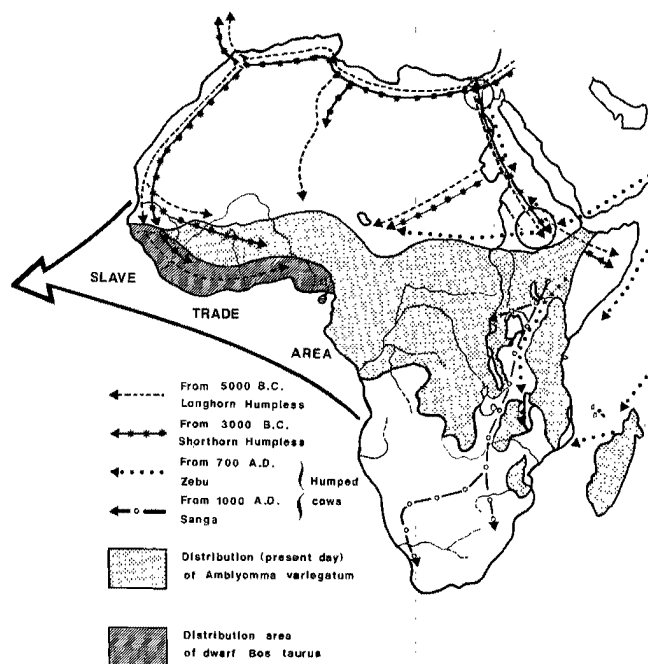 SLAVE
TRADE
AREA
From 5000 B.C.
Longhorn Humpless
From 3000 B.C.
Shorthorn Humpless
From 700 A.D.
Zebu
Humped
From 1000 A.D.
cows
Sanga
Distribution (present day)
of Amblyomma variegatum
Distribution area
of dwarf Bos taurus